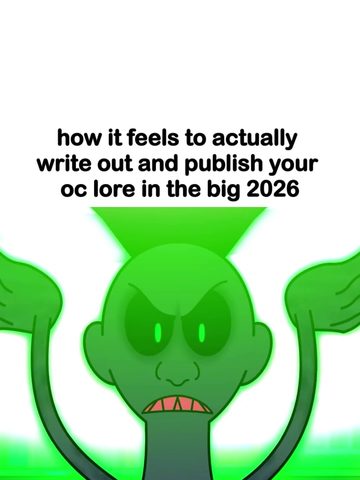 how it feels to actually
write out and publish your
oc lore in the big 2026